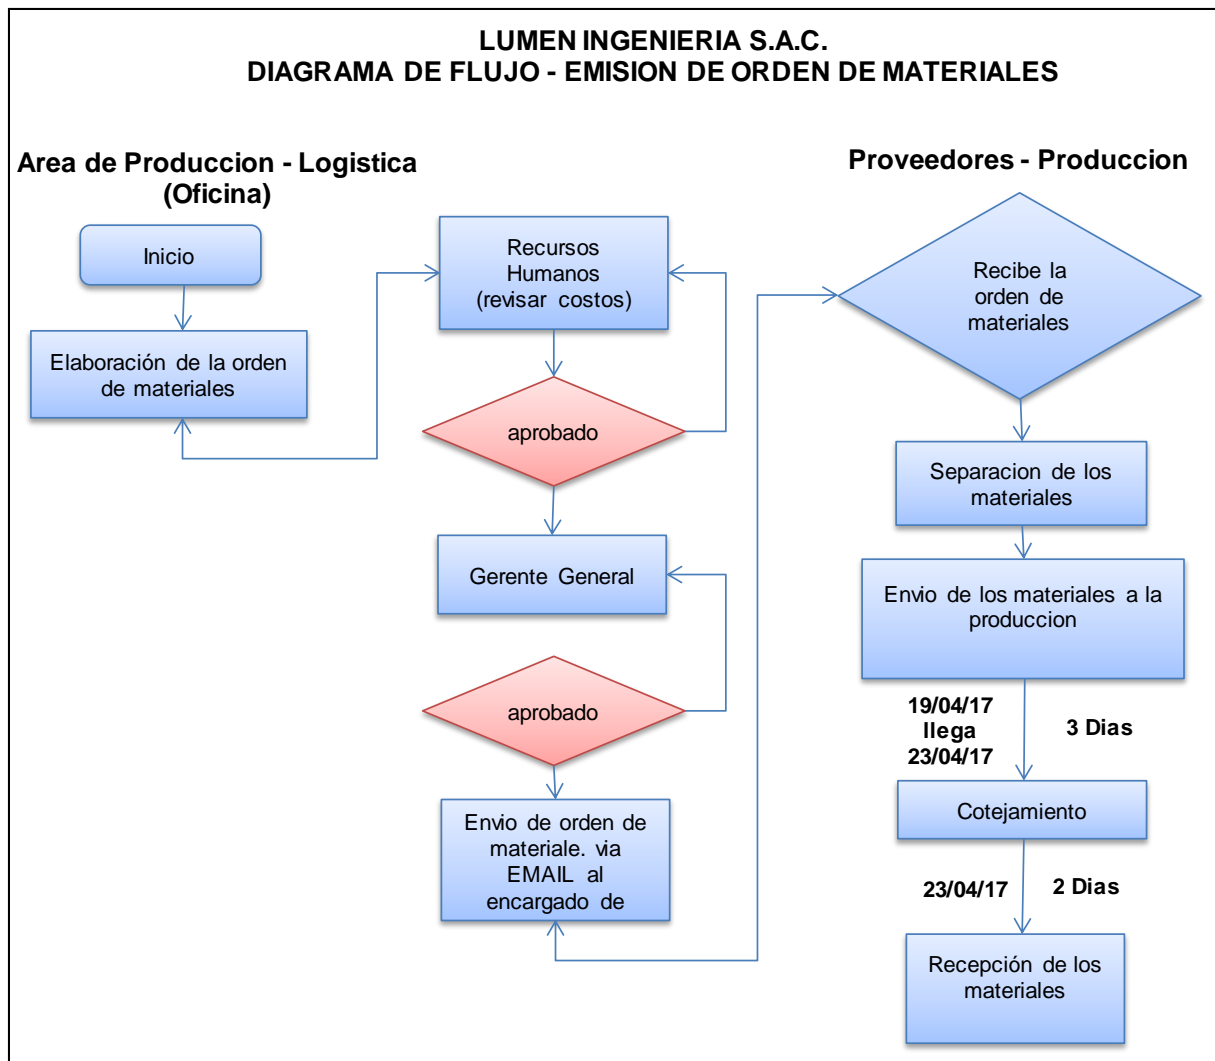 LUMEN INGENIERIA S.A.C.
DIAGRAMA DE FLUJO - EMISION DE ORDEN DE MATERIALES
Area de Produccion - Logistica
(Oficina)
Inicio
Elaboración de la orden
de materiales
Recursos
Humanos
(revisar costos)
aprobado
Gerente General
aprobado
Envio de orden de
materiale. via
EMAIL al
encargado de
Proveedores - Produccion
Recibe la
orden de
materiales
Separacion de los
materiales
Envio de los materiales a la
produccion
19/04/17
llega
23/04/17
3 Dias
Cotejamiento
23/04/17
2 Dias
Recepción de los
materiales